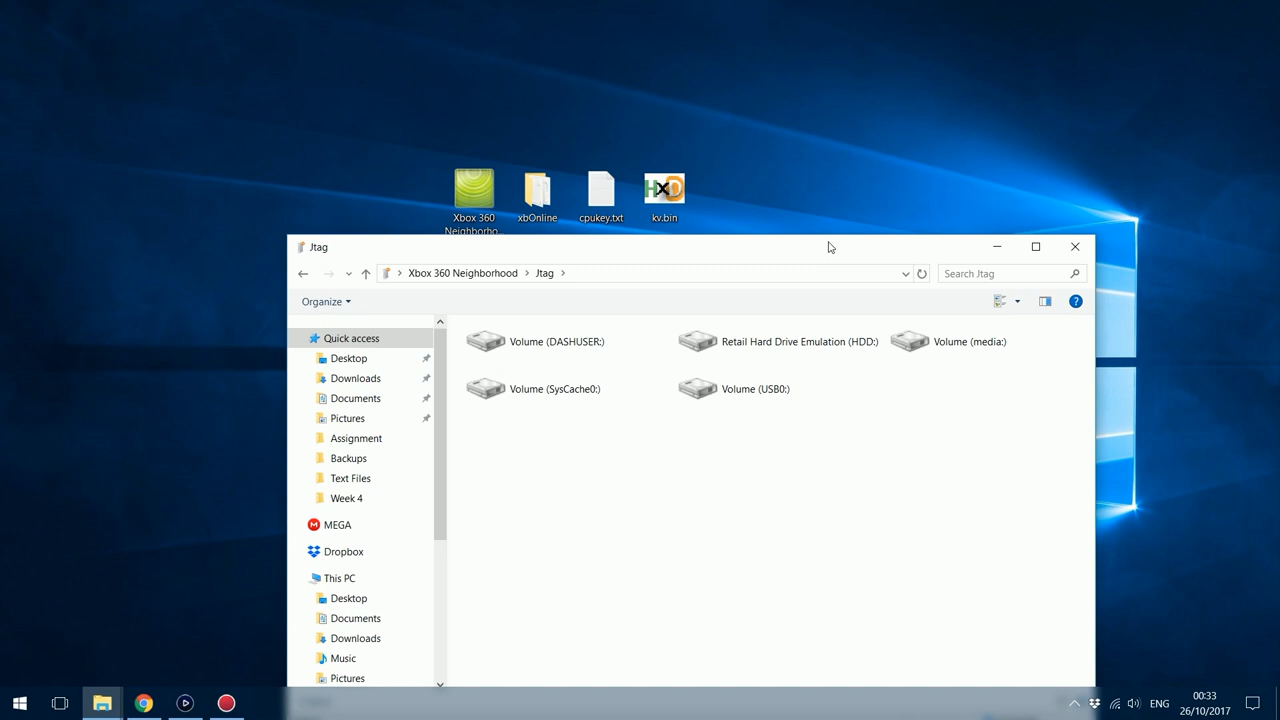 Xbox 360
Neighborho...
xbOnline
cpukey.txt
HXD
kv.bin
Jtag
Xbox 360 Neighborhood
Jtag
Search Jtag
Organize
Quick access
Desktop
Downloads
Documents
Pictures
Assignment
Backups
Text Files
Week 4
MEGA
Dropbox
This PC
Desktop
Documents
Downloads
Music
Pictures
Volume (DASHUSER:)
Retail Hard Drive Emulation (HDD:)
Volume (media:)
Volume (SysCache0:)
Volume (USB0:)
ENG
00:33
26/10/2017